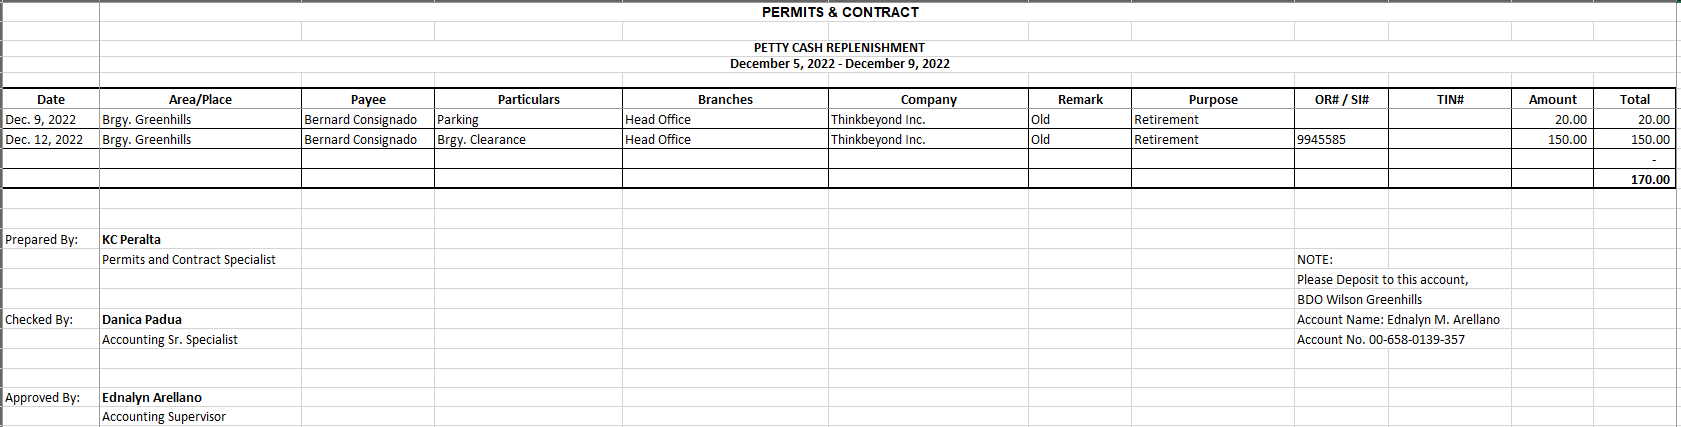 PERMITS & CONTRACT
PETTY CASH REPLENISHMENT
December 5, 2022 - December 9, 2022
Date Area/Place Payee Particulars Branches Company Remark Purpose OR# / SI# TIN# Amount Total
Dec. 9, 2022 Brgy. Greenhills Bernard Consignado Parking Head Office Thinkbeyond Inc. Old Retirement 20.00 20.00
Dec. 12, 2022 Brgy. Greenhills Bernard Consignado Brgy. Clearance Head Office Thinkbeyond Inc. Old Retirement 9945585 150.00 150.00
-
170.00
Prepared By: KC Peralta
Permits and Contract Specialist NOTE:
Please Deposit to this account,
BDO Wilson Greenhills
Checked By: Danica Padua Account Name: Ednalyn M. Arellano
Accounting Sr. Specialist Account No. 00-658-0139-357
Approved By: Ednalyn Arellano
Accounting Supervisor